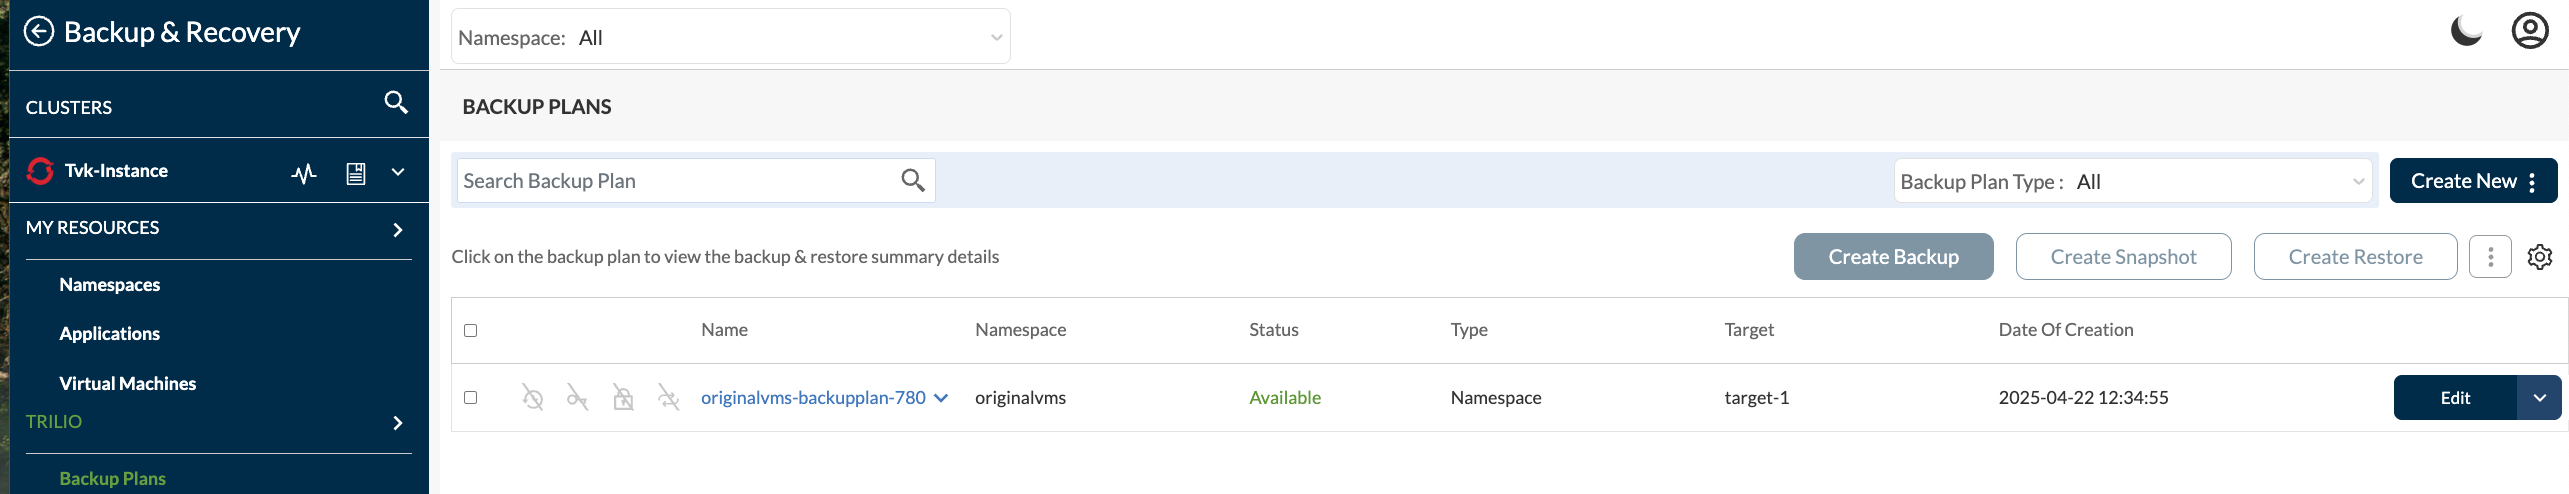 Backup & Recovery
Namespace: All
CLUSTERS
BACKUP PLANS
Tvk-Instance
Search Backup Plan
Backup Plan Type : All
Create New
MY RESOURCES
Click on the backup plan to view the backup & restore summary details
Create Backup
Create Snapshot
Create Restore
Namespaces
Applications
Virtual Machines
TRILIO
Backup Plans
Name Namespace Status Type Target Date Of Creation
originalvms-backupplan-780 originalvms Available Namespace target-1 2025-04-22 12:34:55 Edit